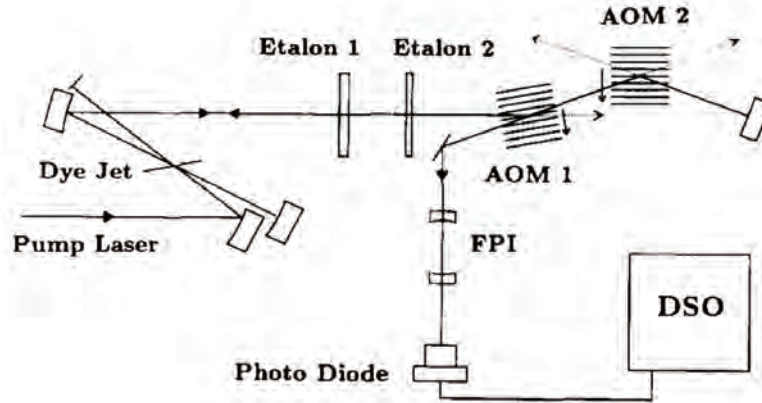 AOM 2
Etalon 1
Etalon 2
Dye Jet
AOM 1
Pump Laser
FPI
DSO
Photo Diode